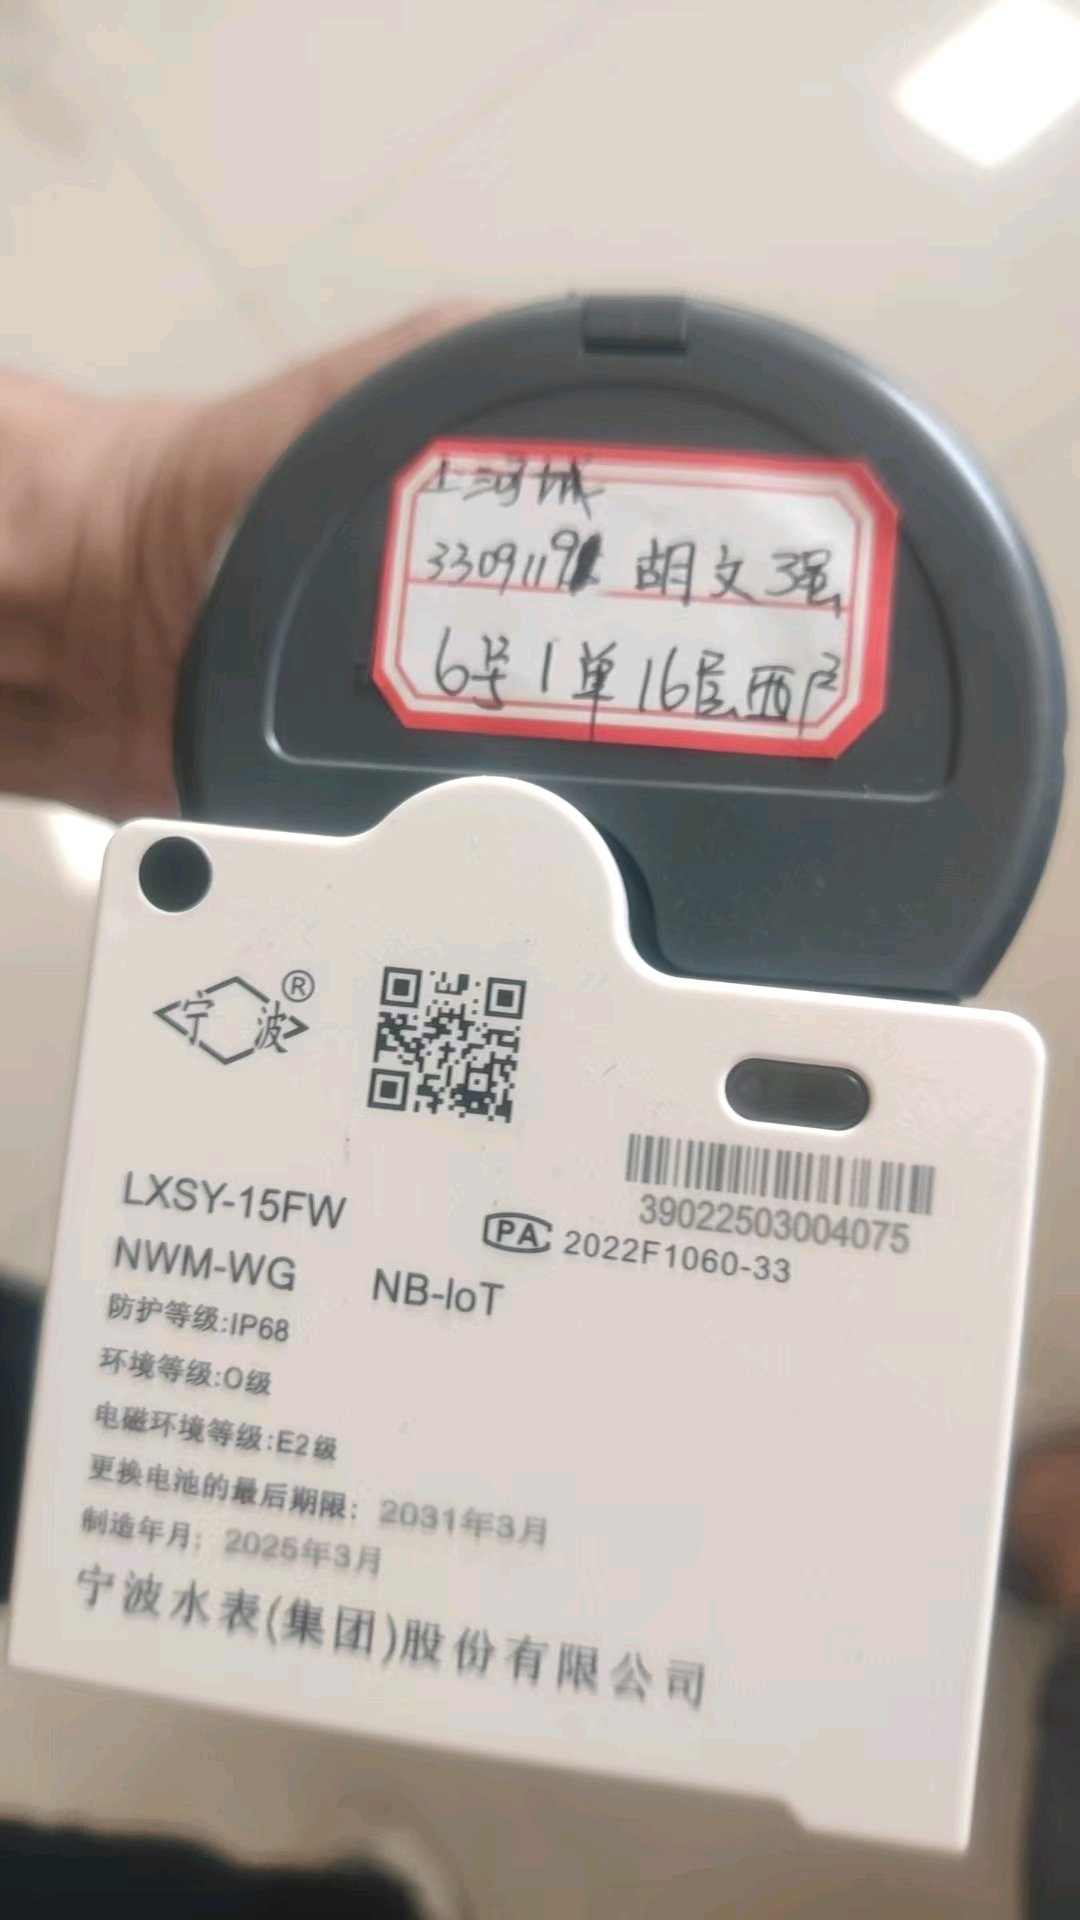 上河城
3309119 胡文强
6号1单16层西户
宁波®
39022503004075
LXSY-15FW
PA 2022F1060-33
NWM-WG NB-IoT
防护等级:IP68
环境等级:O级
电磁环境等级:E2级
更换电池的最后期限: 2031年3月
制造年月: 2025年3月
宁波水表(集团)股份有限公司